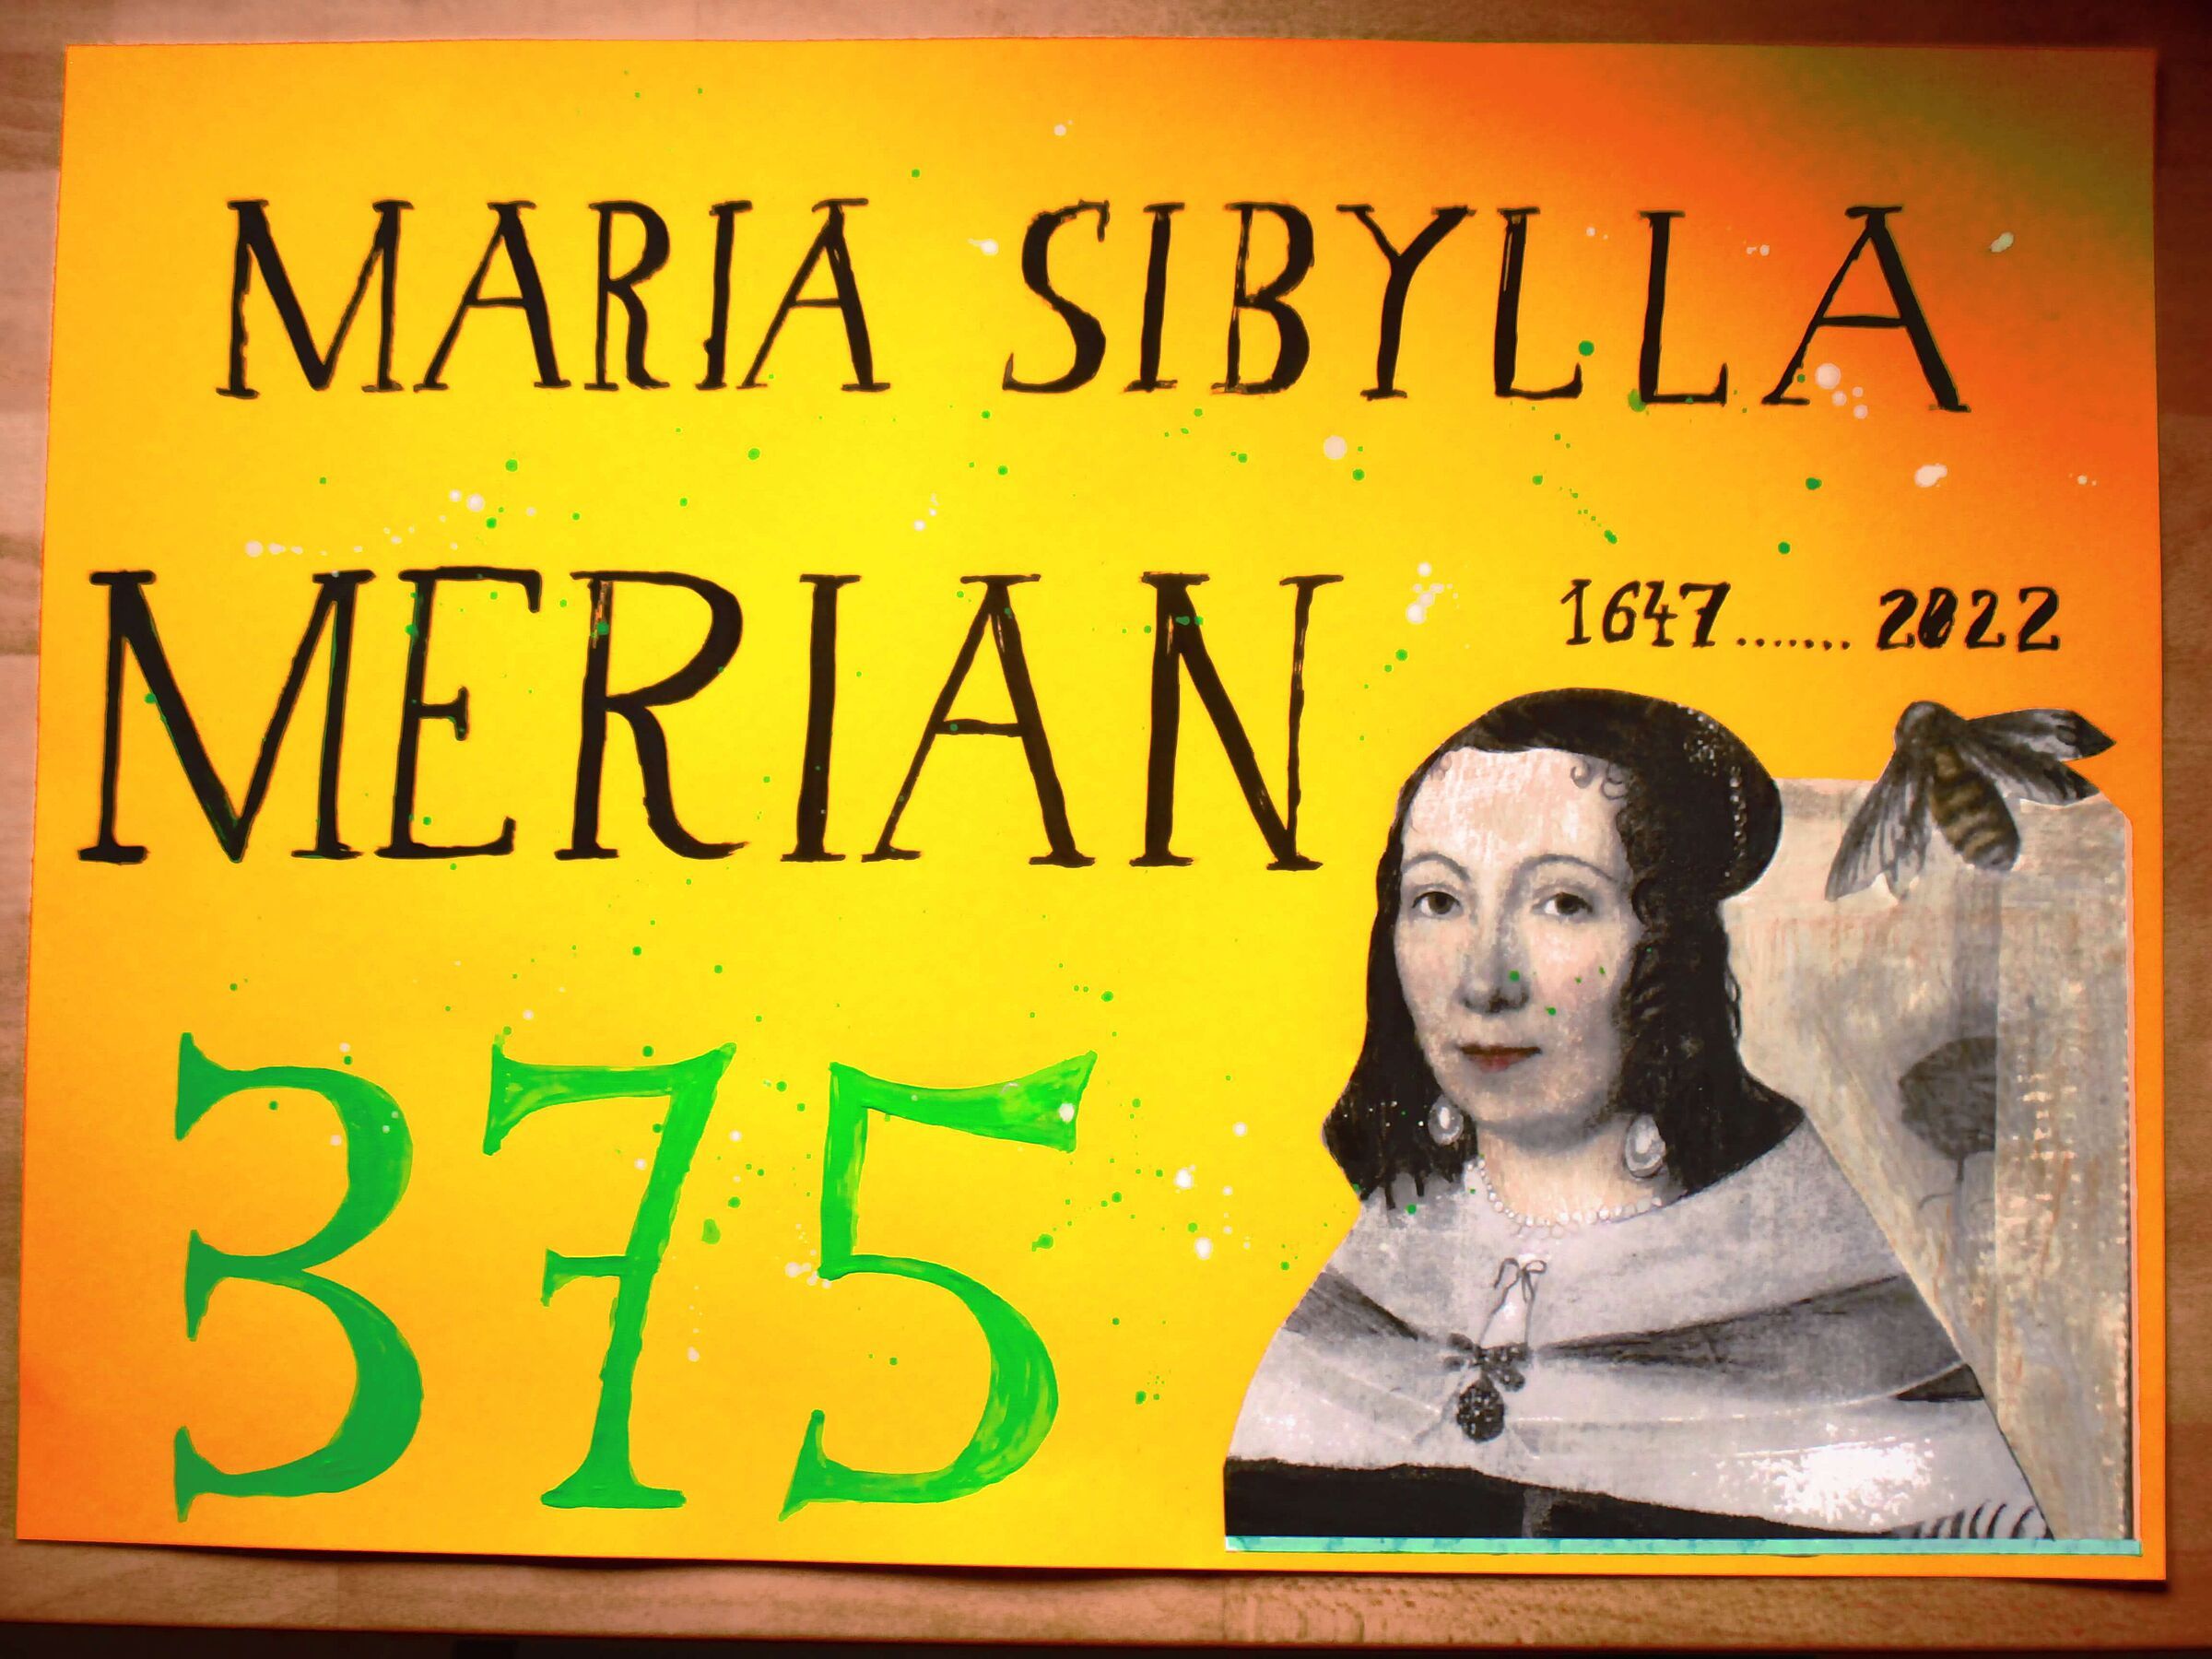 MARIA SIBYLLA
MERIAN
1647....... 2022
375